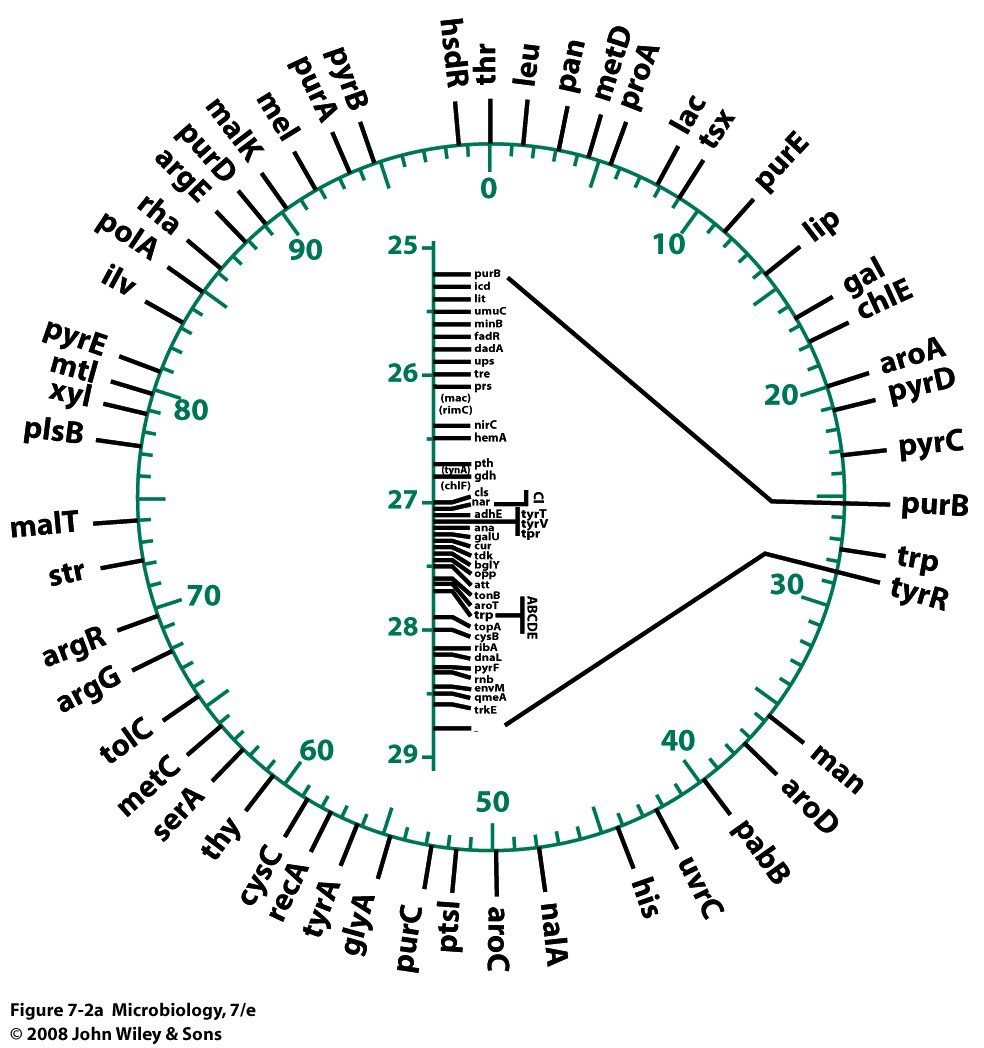 hsdR
thr
leu
pan
metD
proA
lac
tsx
purE
lip
gal
chlE
aroA
pyrD
pyrC
purB
trp
tyrR
man
aroD
pabB
uvrC
his
nalA
aroC
ptsI
purC
glyA
tyrA
recA
cysC
thy
serA
metC
tolC
argG
argR
str
malT
plsB
xyl
mtl
pyrE
ilv
polA
rha
argE
purD
malK
mel
purA
pyrB
0
10
20
30
40
50
60
70
80
90
25
purB
icd
lit
umuC
minB
fadR
dadA
ups
26
tre
prs
(mac)
(rimC)
nirC
hemA
pth
(tynA)
gdh
(chlF)
cls
27
nar
CI
adhE
tyrT
tyrV
tpr
ana
galU
cur
tdk
bglY
opp
att
tonB
aroT
trp
ABCDE
28
topA
cysB
ribA
dnaL
pyrF
rnb
envM
qmeA
trkE
29
Figure 7-2a Microbiology, 7/e
© 2008 John Wiley & Sons